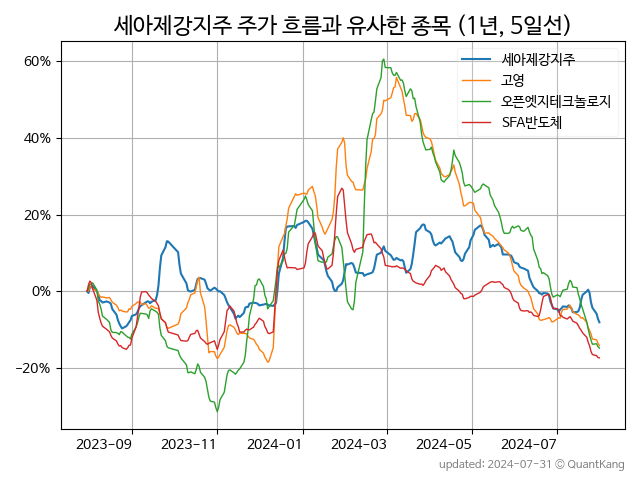 세아제강지주 주가 흐름과 유사한 종목 (1년, 5일선)
세아제강지주
고영
오픈엣지테크놀로지
SFA반도체
60%
40%
20%
0%
−20%
2023-09 2023-11 2024-01 2024-03 2024-05 2024-07
updated: 2024-07-31 © QuantKang